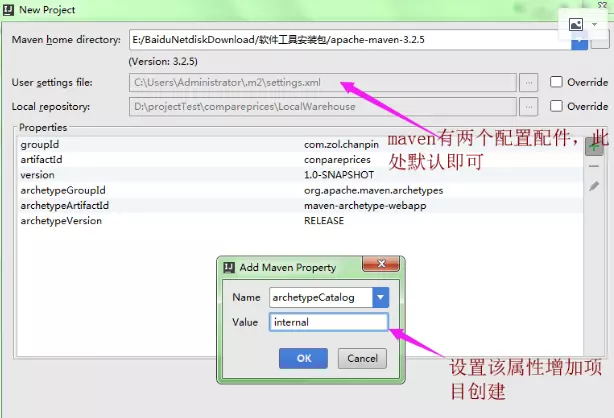 New Project
Maven home directory: E:/BaiduNetdiskDownload/软件工具安装包/apache-maven-3.2.5
(Version: 3.2.5)
User settings file: C:\Users\Administrator\.m2\settings.xml ... Override
Local repository: D:\projectTest\compareprices\LocalWarehouse ... Override
maven有两个配置配件，此
处默认即可
Properties
groupId com.zol.chanpin
artifactId conpareprices
version 1.0-SNAPSHOT
archetypeGroupId org.apache.maven.archetypes
archetypeArtifactId maven-archetype-webapp
archetypeVersion RELEASE
Add Maven Property
Name archetypeCatalog
Value internal
OK Cancel
设置该属性增加项
目创建